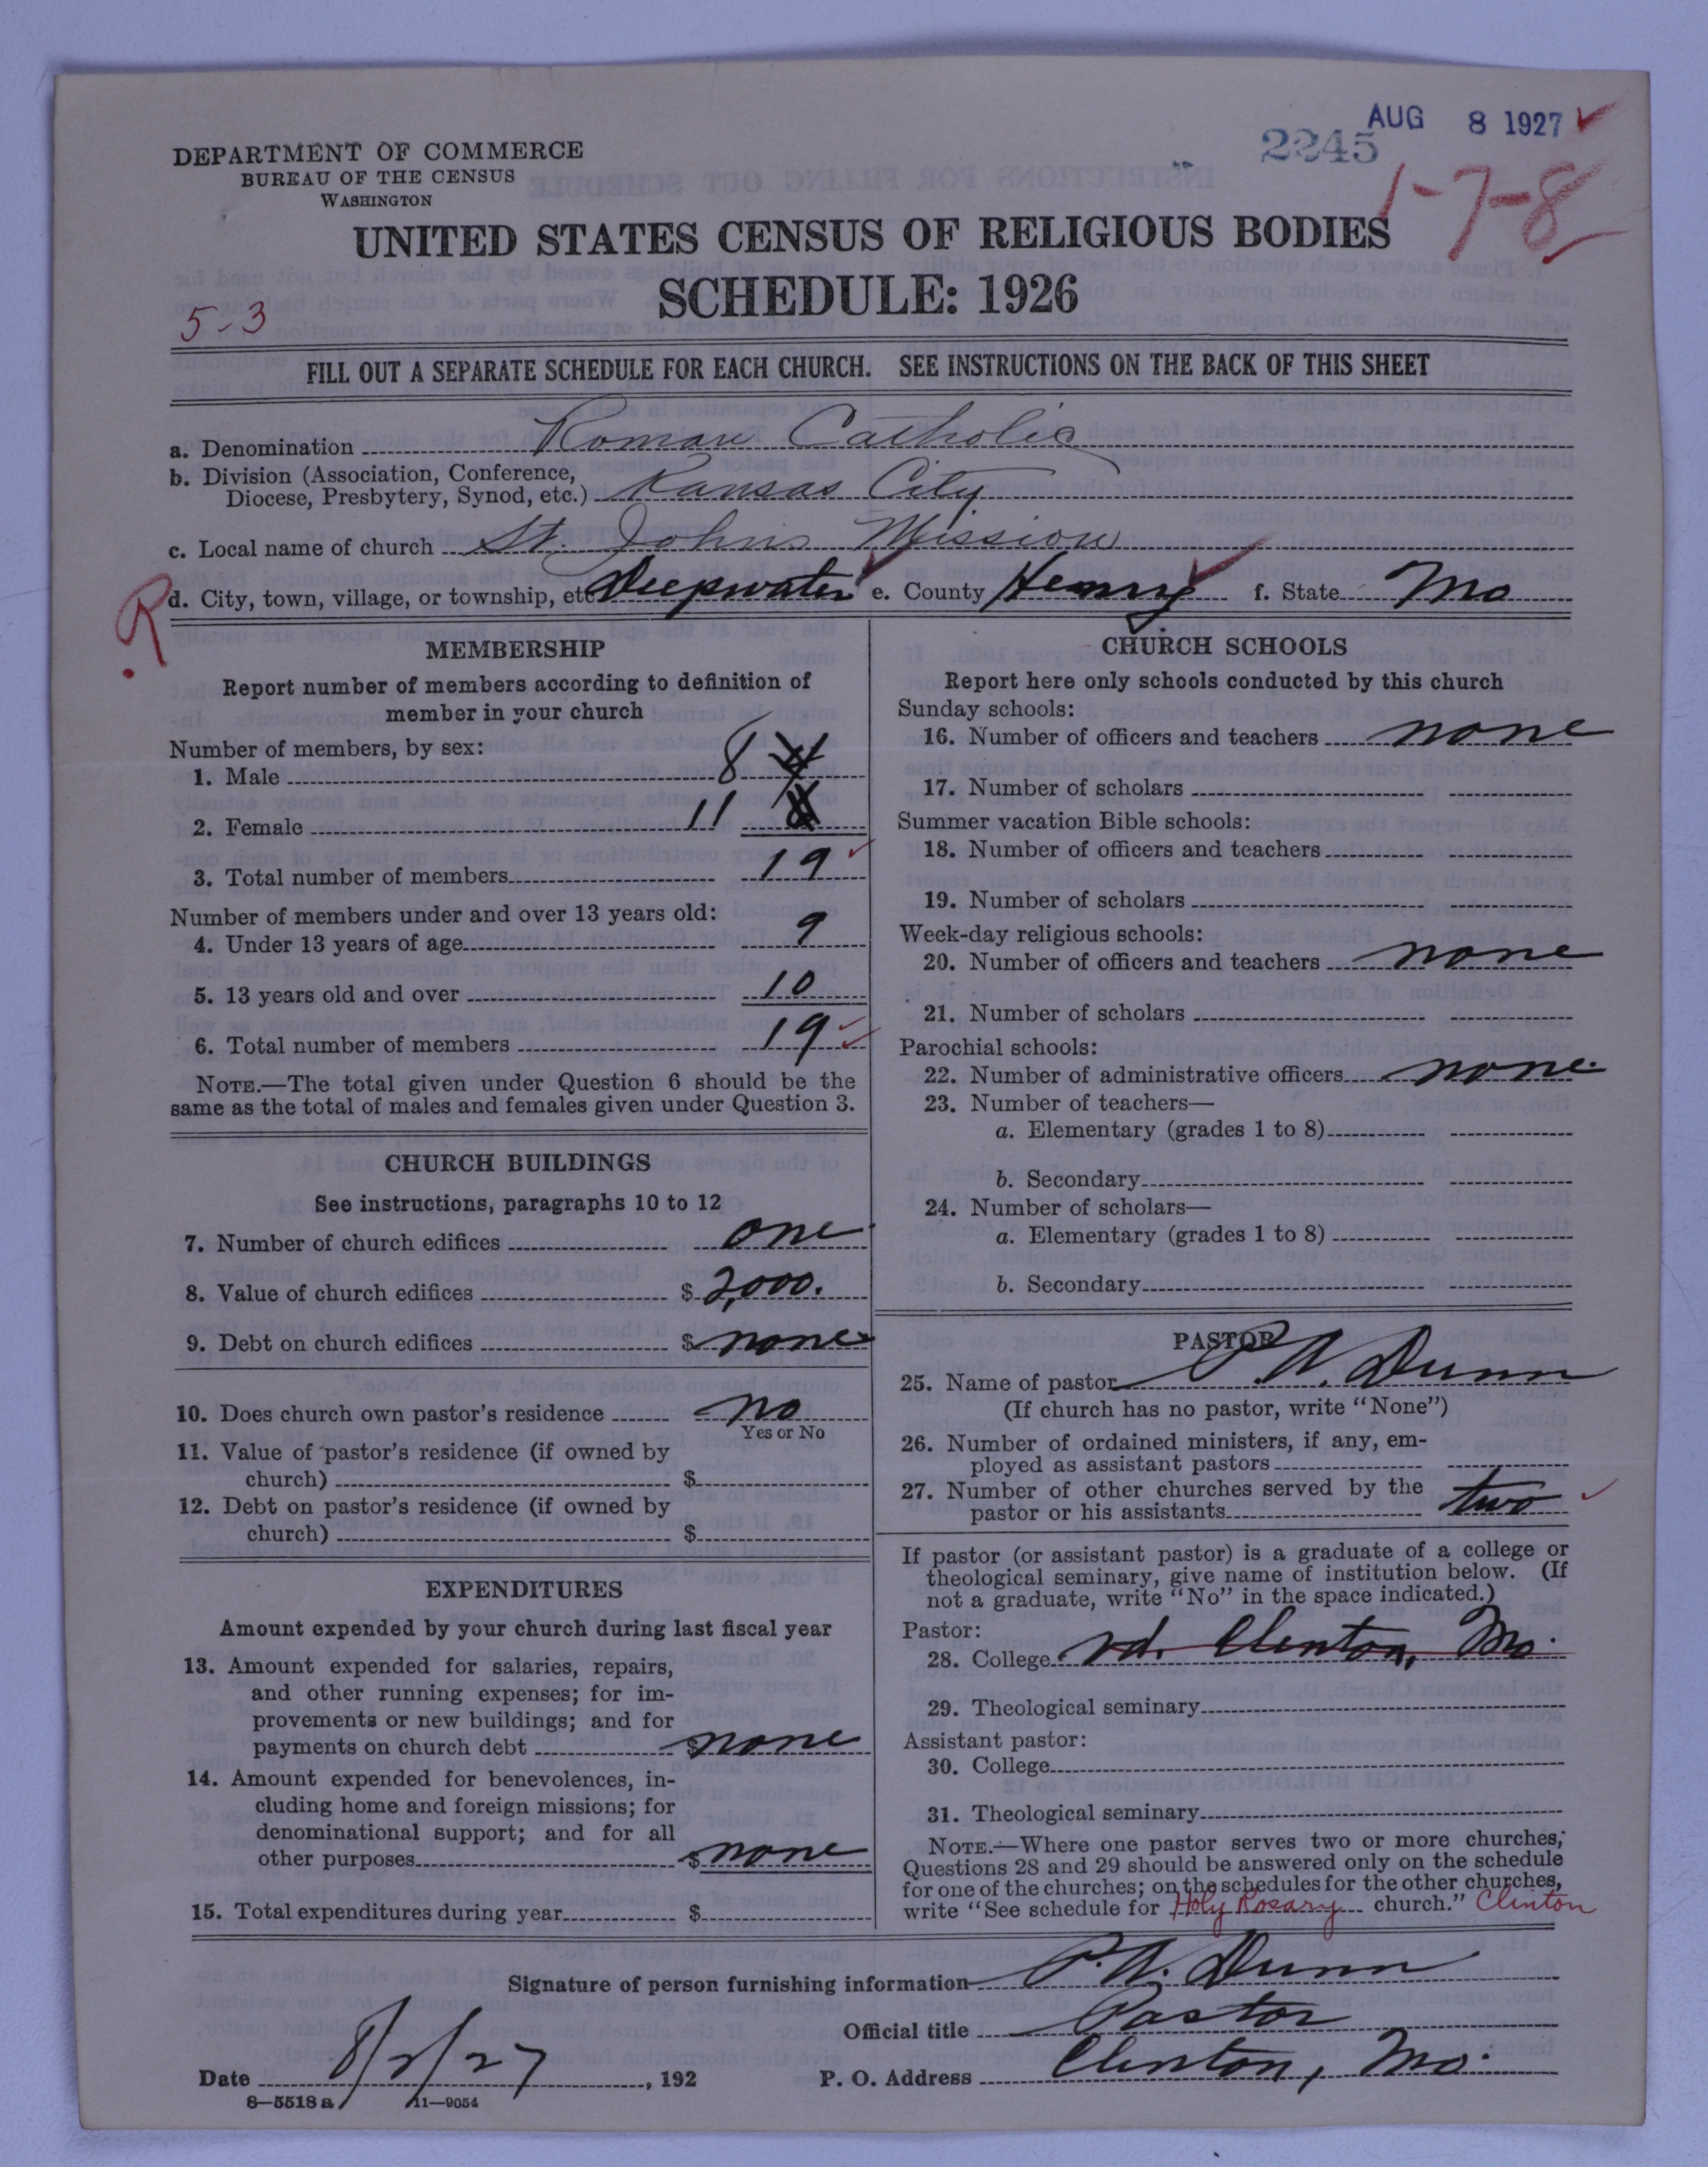 AUG 8 1927
2245
1-7-8
DEPARTMENT OF COMMERCE
BUREAU OF THE CENSUS
WASHINGTON
UNITED STATES CENSUS OF RELIGIOUS BODIES
SCHEDULE: 1926
5-3
FILL OUT A SEPARATE SCHEDULE FOR EACH CHURCH. SEE INSTRUCTIONS ON THE BACK OF THIS SHEET
a. Denomination Roman Catholic
b. Division (Association, Conference,
Diocese, Presbytery, Synod, etc.) Kansas City
c. Local name of church St. Johns Mission
R d. City, town, village, or township, etc Deepwater e. County Henry f. State Mo
MEMBERSHIP
Report number of members according to definition of
member in your church
Number of members, by sex:
1. Male 8
2. Female 11
3. Total number of members 19
Number of members under and over 13 years old:
4. Under 13 years of age 9
5. 13 years old and over 10
6. Total number of members 19
NOTE.—The total given under Question 6 should be the
same as the total of males and females given under Question 3.
CHURCH BUILDINGS
See instructions, paragraphs 10 to 12
7. Number of church edifices one
8. Value of church edifices $ 2,000.
9. Debt on church edifices $ none
10. Does church own pastor's residence no
Yes or No
11. Value of pastor's residence (if owned by
church) $
12. Debt on pastor's residence (if owned by
church) $
EXPENDITURES
Amount expended by your church during last fiscal year
13. Amount expended for salaries, repairs,
and other running expenses; for im-
provements or new buildings; and for
payments on church debt $ none
14. Amount expended for benevolences, in-
cluding home and foreign missions; for
denominational support; and for all
other purposes $ none
15. Total expenditures during year $
CHURCH SCHOOLS
Report here only schools conducted by this church
Sunday schools:
16. Number of officers and teachers none
17. Number of scholars
Summer vacation Bible schools:
18. Number of officers and teachers
19. Number of scholars
Week-day religious schools:
20. Number of officers and teachers none
21. Number of scholars
Parochial schools:
22. Number of administrative officers none.
23. Number of teachers—
a. Elementary (grades 1 to 8)
b. Secondary
24. Number of scholars—
a. Elementary (grades 1 to 8)
b. Secondary
PASTOR
25. Name of pastor P. A. Dunn
(If church has no pastor, write "None")
26. Number of ordained ministers, if any, em-
ployed as assistant pastors
27. Number of other churches served by the
pastor or his assistants two
If pastor (or assistant pastor) is a graduate of a college or
theological seminary, give name of institution below. (If
not a graduate, write "No" in the space indicated.)
Pastor:
28. College Clinton, Mo.
29. Theological seminary
Assistant pastor:
30. College
31. Theological seminary
NOTE.—Where one pastor serves two or more churches,
Questions 28 and 29 should be answered only on the schedule
for one of the churches; on the schedules for the other churches,
write "See schedule for Holy Rosary church." Clinton
Signature of person furnishing information P. A. Dunn
Official title Pastor
Date 8/2/27, 192 P. O. Address Clinton, Mo.
8—5518 a 11—9054